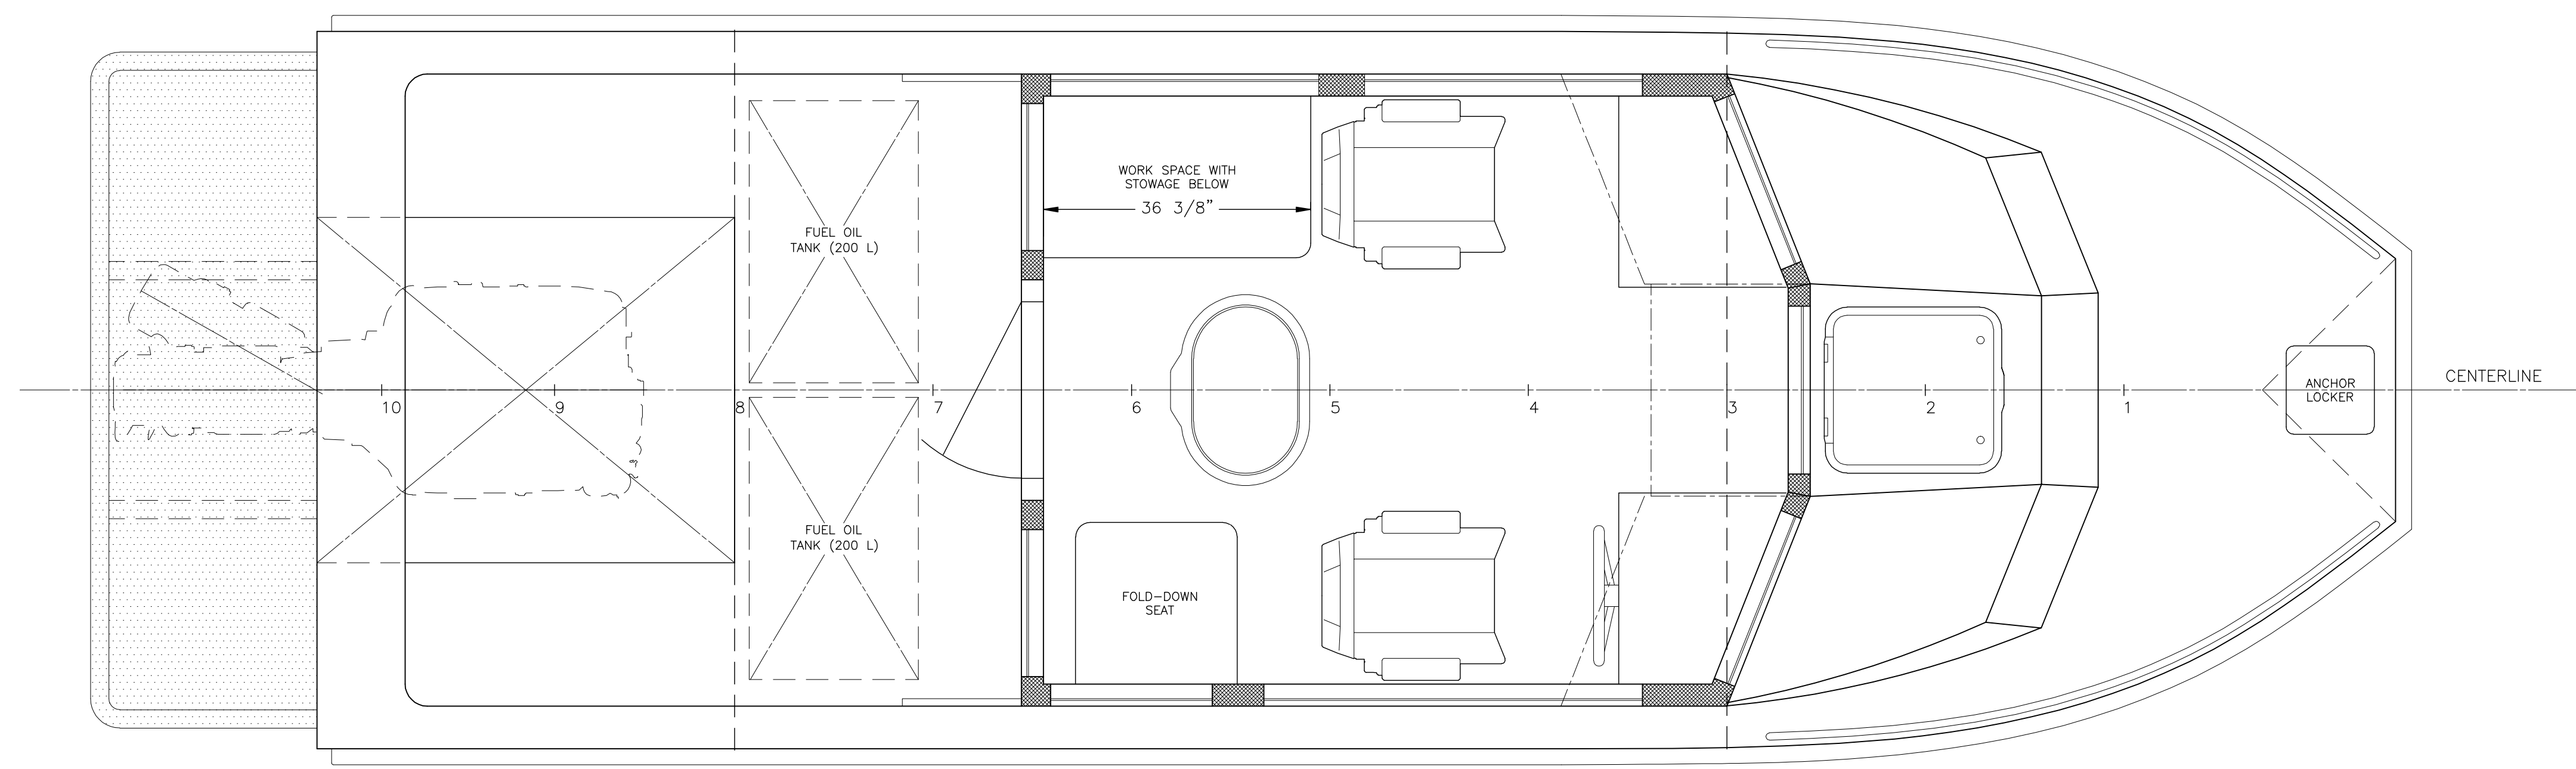 WORK SPACE WITH
STOWAGE BELOW
36 3/8"
FUEL OIL
TANK (200 L)
CENTERLINE
ANCHOR
LOCKER
10
9
8
7
6
5
4
3
2
1
FUEL OIL
TANK (200 L)
FOLD-DOWN
SEAT